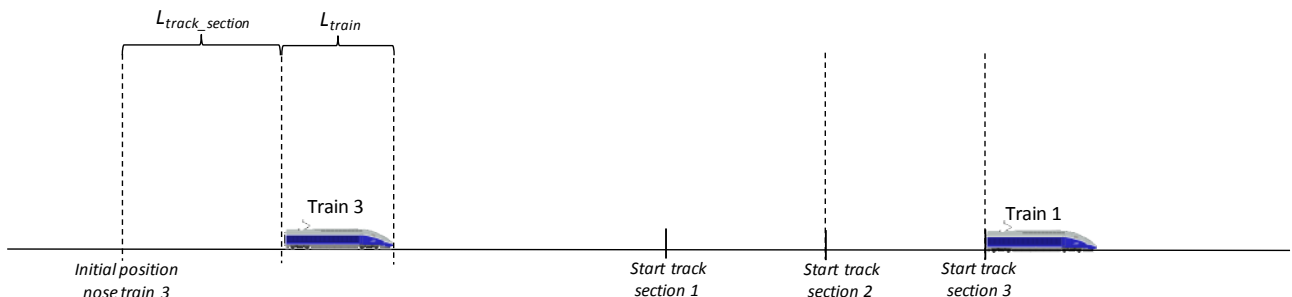 L_track_section
L_train
Train 3
Train 1
Initial position
nose train 3
Start track
section 1
Start track
section 2
Start track
section 3